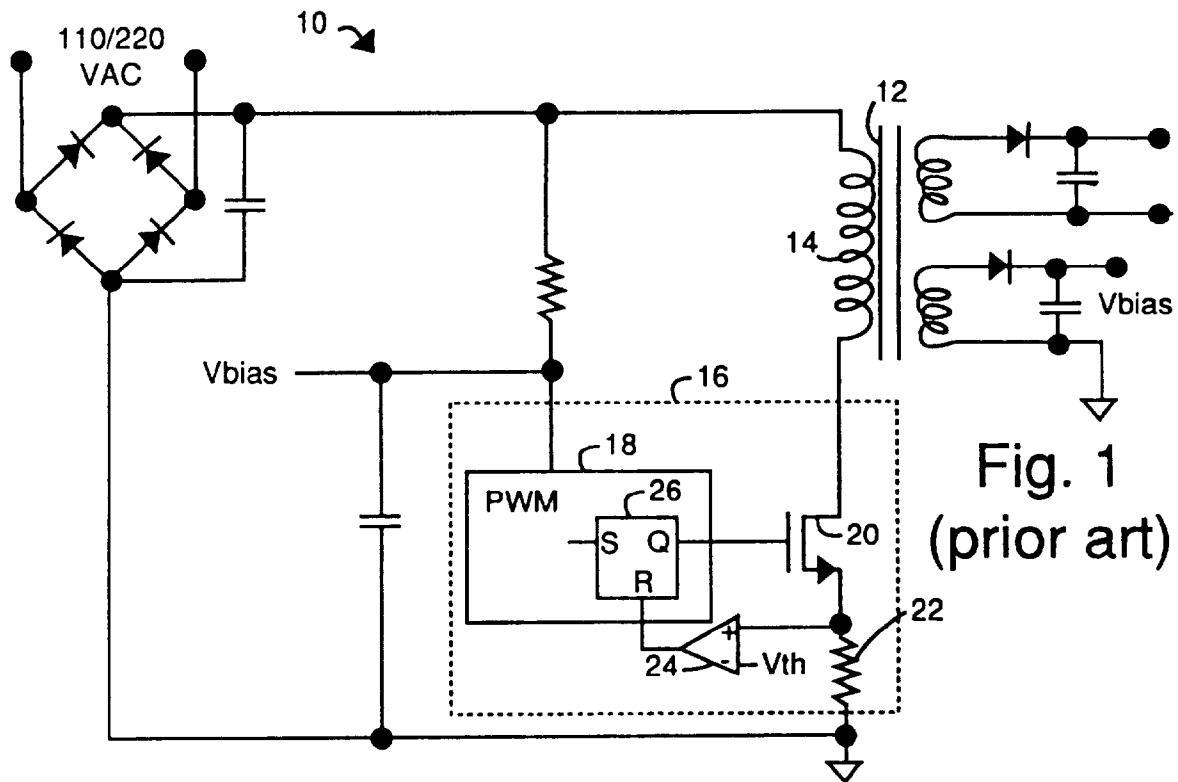 10
110/220
VAC
12
14
Vbias
Vbias
16
18
PWM
26
S Q
R
20
Fig. 1
(prior art)
22
+
24
-
Vth